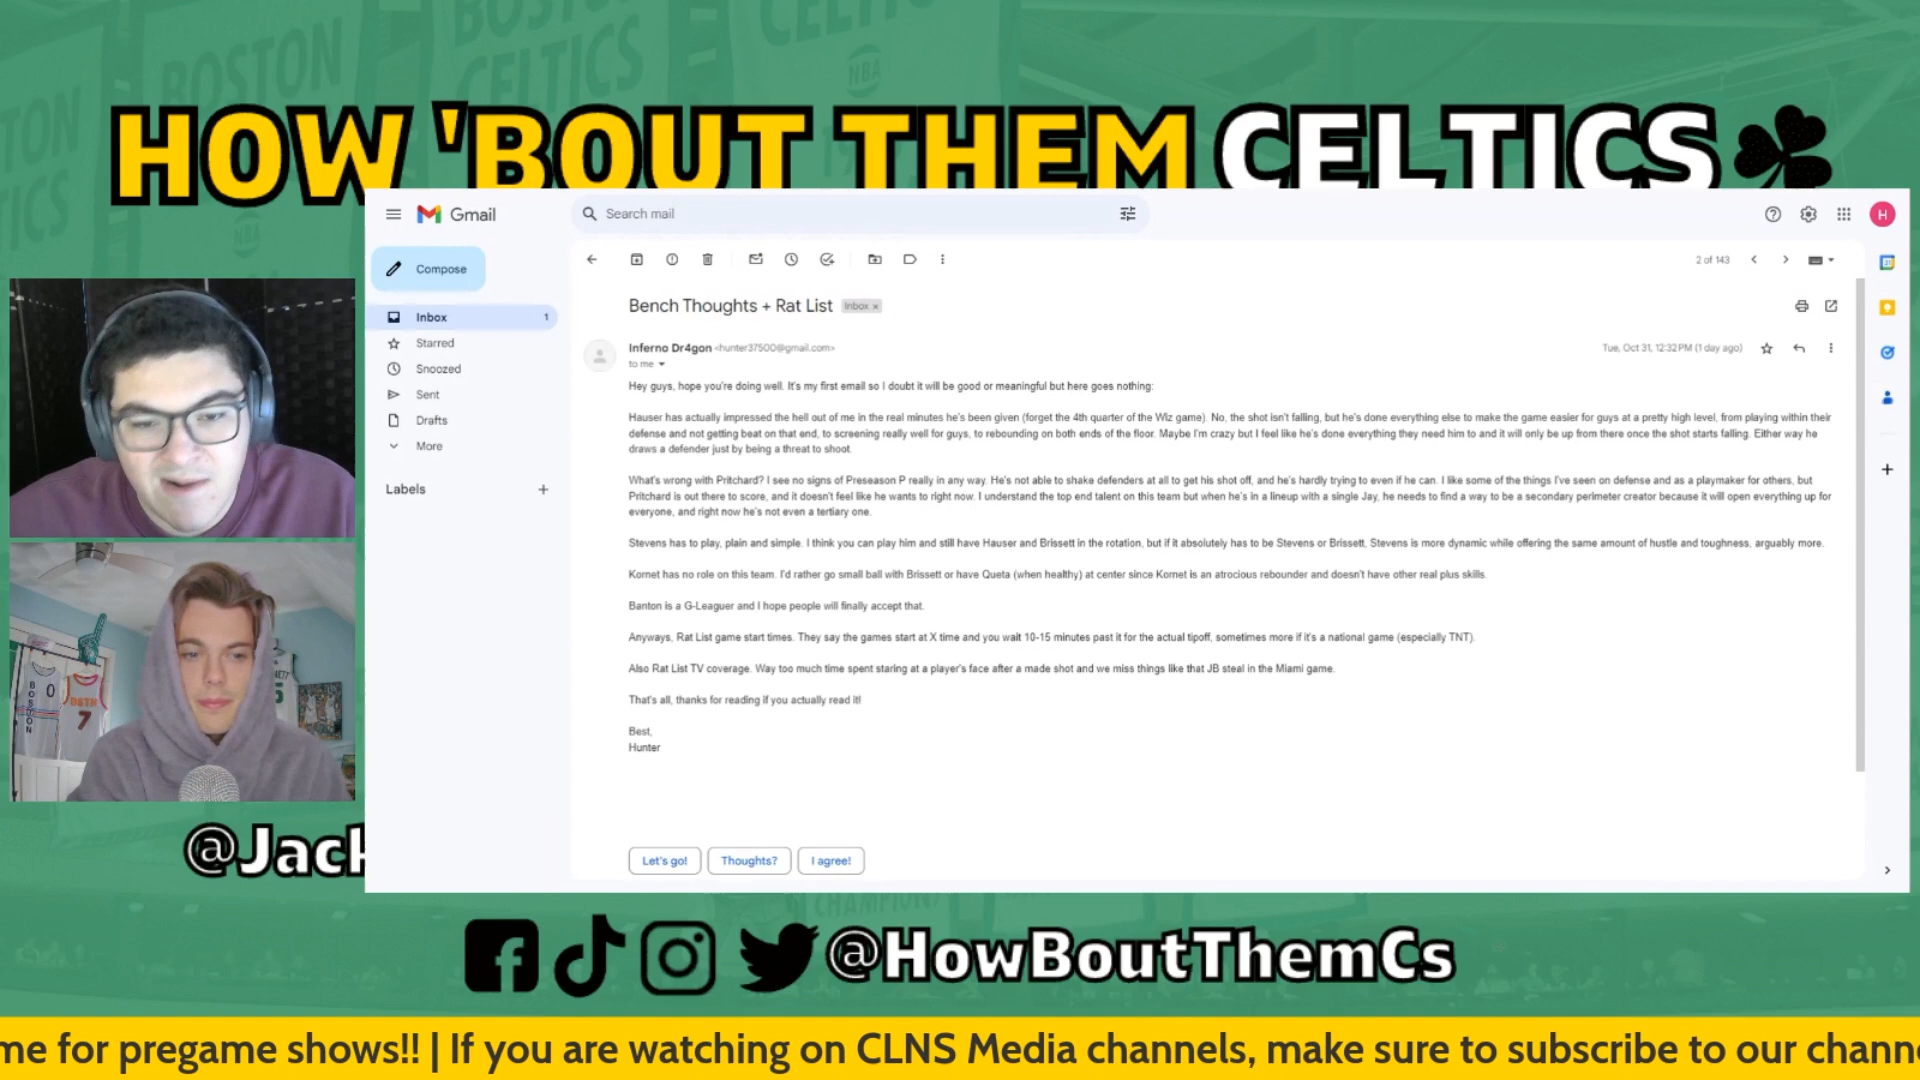 HOW 'BOUT THEM CELTICS
Gmail
Search mail
H
Compose
2 of 143
Inbox 1
Starred
Snoozed
Sent
Drafts
More
Labels
Bench Thoughts + Rat List Inbox x
Inferno Dr4gon <hunter37500@gmail.com>
Tue, Oct 31, 12:32 PM (1 day ago)
to me
Hey guys, hope you're doing well. It's my first email so I doubt it will be good or meaningful but here goes nothing:
Hauser has actually impressed the hell out of me in the real minutes he's been given (forget the 4th quarter of the Wiz game). No, the shot isn't falling, but he's done everything else to make the game easier for guys at a pretty high level, from playing within their
defense and not getting beat on that end, to screening really well for guys, to rebounding on both ends of the floor. Maybe I'm crazy but I feel like he's done everything they need him to and it will only be up from there once the shot starts falling. Either way he
draws a defender just by being a threat to shoot.
What's wrong with Pritchard? I see no signs of Preseason P really in any way. He's not able to shake defenders at all to get his shot off, and he's hardly trying to even if he can. I like some of the things I've seen on defense and as a playmaker for others, but
Pritchard is out there to score, and it doesn't feel like he wants to right now. I understand the top end talent on this team but when he's in a lineup with a single Jay, he needs to find a way to be a secondary perimeter creator because it will open everything up for
everyone, and right now he's not even a tertiary one.
Stevens has to play, plain and simple. I think you can play him and still have Hauser and Brissett in the rotation, but if it absolutely has to be Stevens or Brissett, Stevens is more dynamic while offering the same amount of hustle and toughness, arguably more.
Kornet has no role on this team. I'd rather go small ball with Brissett or have Queta (when healthy) at center since Kornet is an atrocious rebounder and doesn't have other real plus skills.
Banton is a G-Leaguer and I hope people will finally accept that.
Anyways, Rat List game start times. They say the games start at X time and you wait 10-15 minutes past it for the actual tipoff, sometimes more if it's a national game (especially TNT).
Also Rat List TV coverage. Way too much time spent staring at a player's face after a made shot and we miss things like that JB steal in the Miami game.
That's all, thanks for reading if you actually read it!
Best,
Hunter
Let's go!
Thoughts?
I agree!
@Jack
@HowBoutThemCs
me for pregame shows!! | If you are watching on CLNS Media channels, make sure to subscribe to our chann
BOSTON
CELTICS
BOSTON
CELTICS
CELTICS
NBA
TON
TICS
NBA
BOSTON
0
7
5
CHAMPION